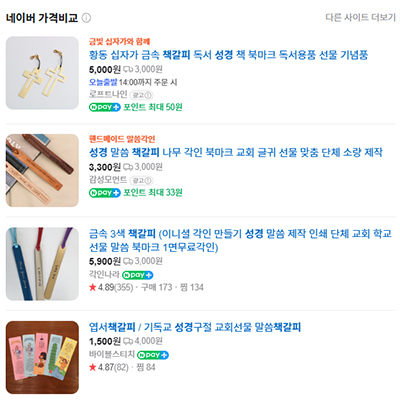 네이버 가격비교
다른 사이트 더보기
금빛 십자가와 함께
황동 십자가 금속 책갈피 독서 성경 책 북마크 독서용품 선물 기념품
5,000원 3,000원
오늘출발 14:00까지 주문 시
로프트나인 광고
pay+ 포인트 최대 50원
핸드메이드 말씀각인
성경 말씀 책갈피 나무 각인 북마크 교회 글귀 선물 맞춤 단체 소량 제작
3,300원 3,000원
감성모먼트 광고
pay+ 포인트 최대 33원
금속 3색 책갈피 (이니셜 각인 만들기 성경 말씀 제작 인쇄 단체 교회 학교
선물 말씀 북마크 1면무료각인)
5,900원 3,000원
각인나라 pay+
4.89(355) · 구매 173 · 찜 134
엽서책갈피 / 기독교 성경구절 교회선물 말씀책갈피
1,500원 4,000원
바이블스티치 pay+
4.87(82) · 찜 84